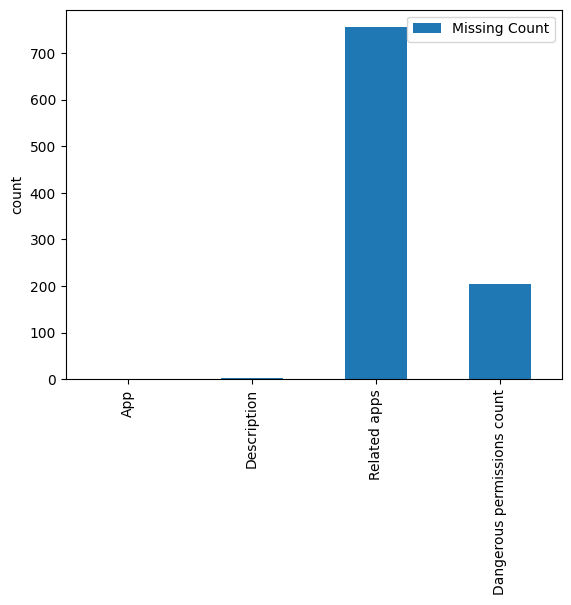 Missing Count
700
600
500
400
300
200
100
0
count
App
Description
Related apps
Dangerous permissions count